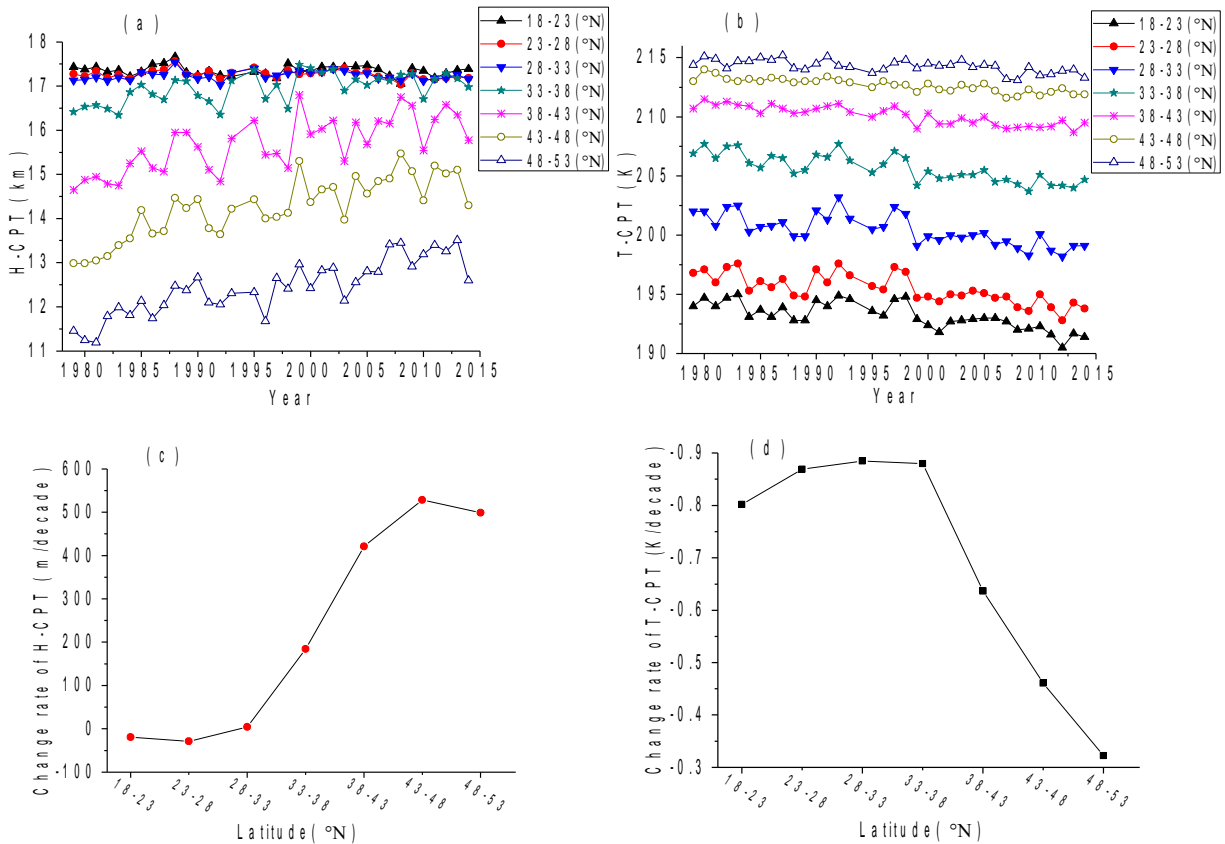 (a)
H-CPT(km)
18
17
16
15
14
13
12
11
1980 1985 1990 1995 2000 2005 2010 2015
Year
18-23(°N)
23-28(°N)
28-33(°N)
33-38(°N)
38-43(°N)
43-48(°N)
48-53(°N)
(b)
T-CPT(K)
215
210
205
200
195
190
1980 1985 1990 1995 2000 2005 2010 2015
Year
18-23(°N)
23-28(°N)
28-33(°N)
33-38(°N)
38-43(°N)
43-48(°N)
48-53(°N)
(c)
Change rate of H-CPT(m/decade)
600
500
400
300
200
100
0
-100
18-23 23-28 28-33 33-38 38-43 43-48 48-53
Latitude(°N)
(d)
Change rate of T-CPT(K/decade)
-0.9
-0.8
-0.7
-0.6
-0.5
-0.4
-0.3
18-23 23-28 28-33 33-38 38-43 43-48 48-53
Latitude(°N)